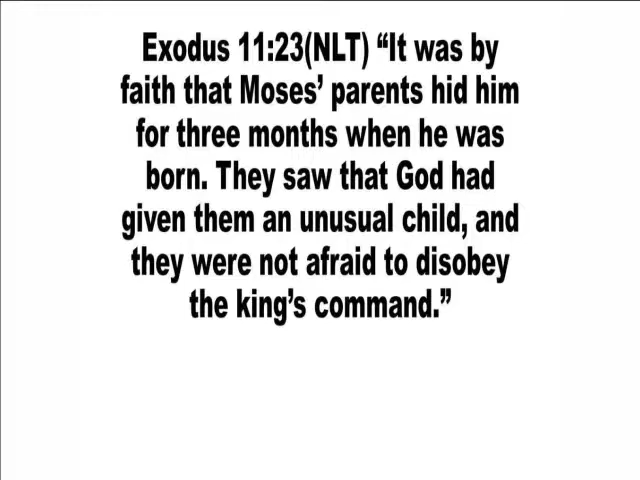 Exodus 11:23(NLT) “It was by
faith that Moses’ parents hid him
for three months when he was
born. They saw that God had
given them an unusual child, and
they were not afraid to disobey
the king’s command.”